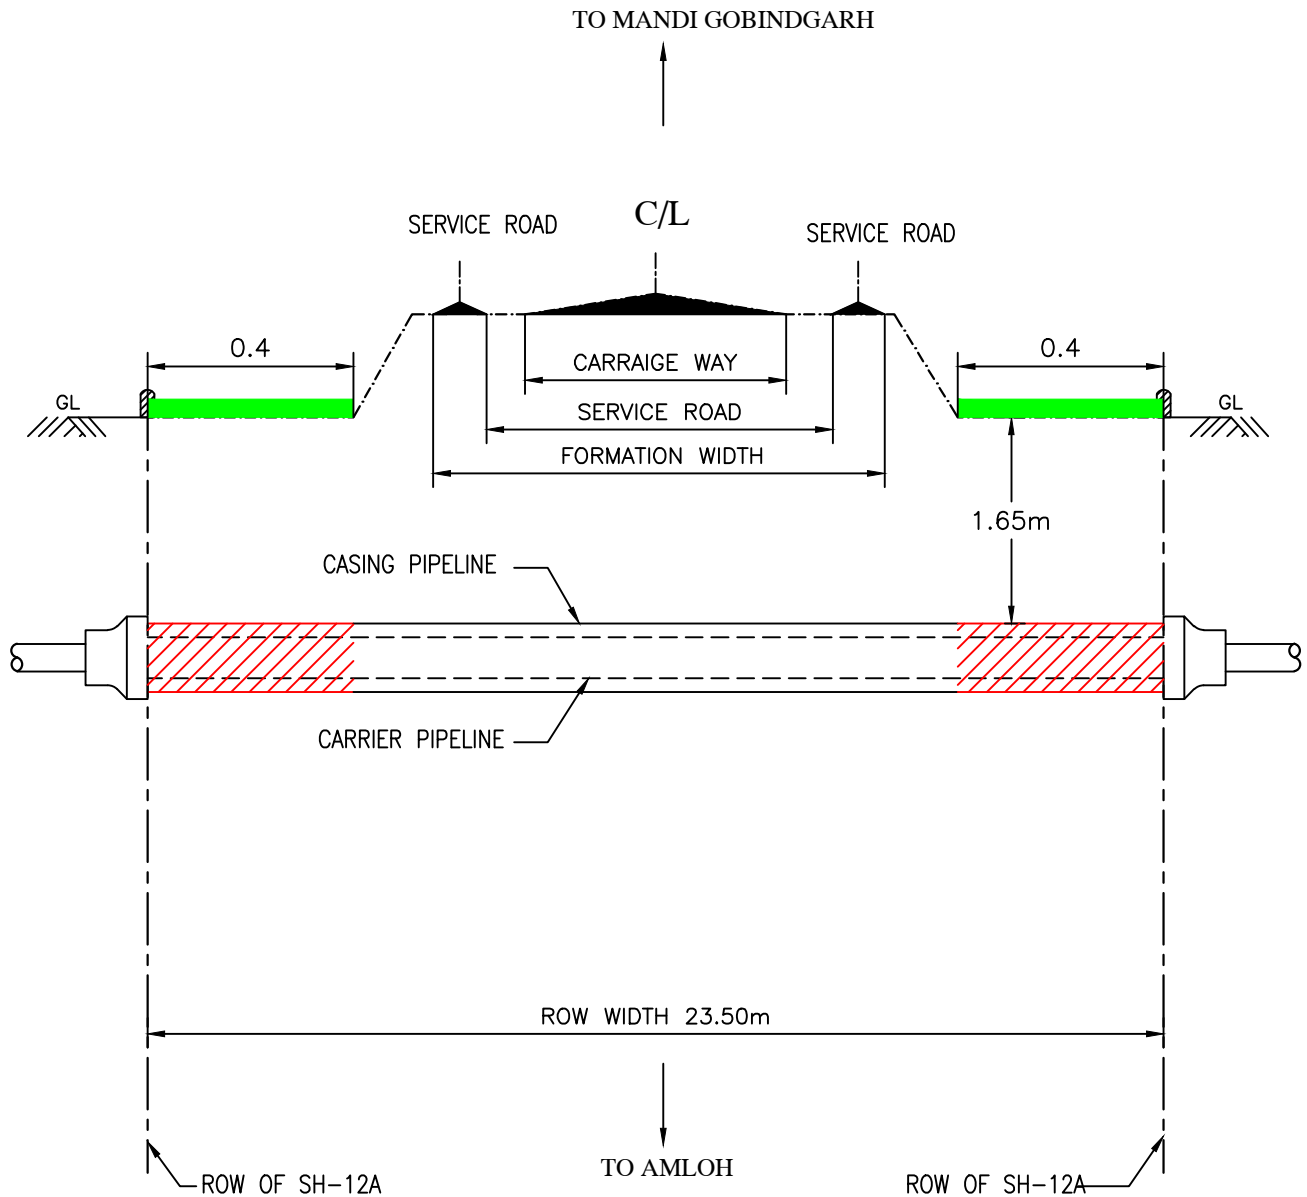 TO MANDI GOBINDGARH
C/L
SERVICE ROAD
SERVICE ROAD
0.4
0.4
CARRAIGE WAY
GL
GL
SERVICE ROAD
FORMATION WIDTH
1.65m
CASING PIPELINE
CARRIER PIPELINE
ROW WIDTH 23.50m
TO AMLOH
ROW OF SH-12A
ROW OF SH-12A